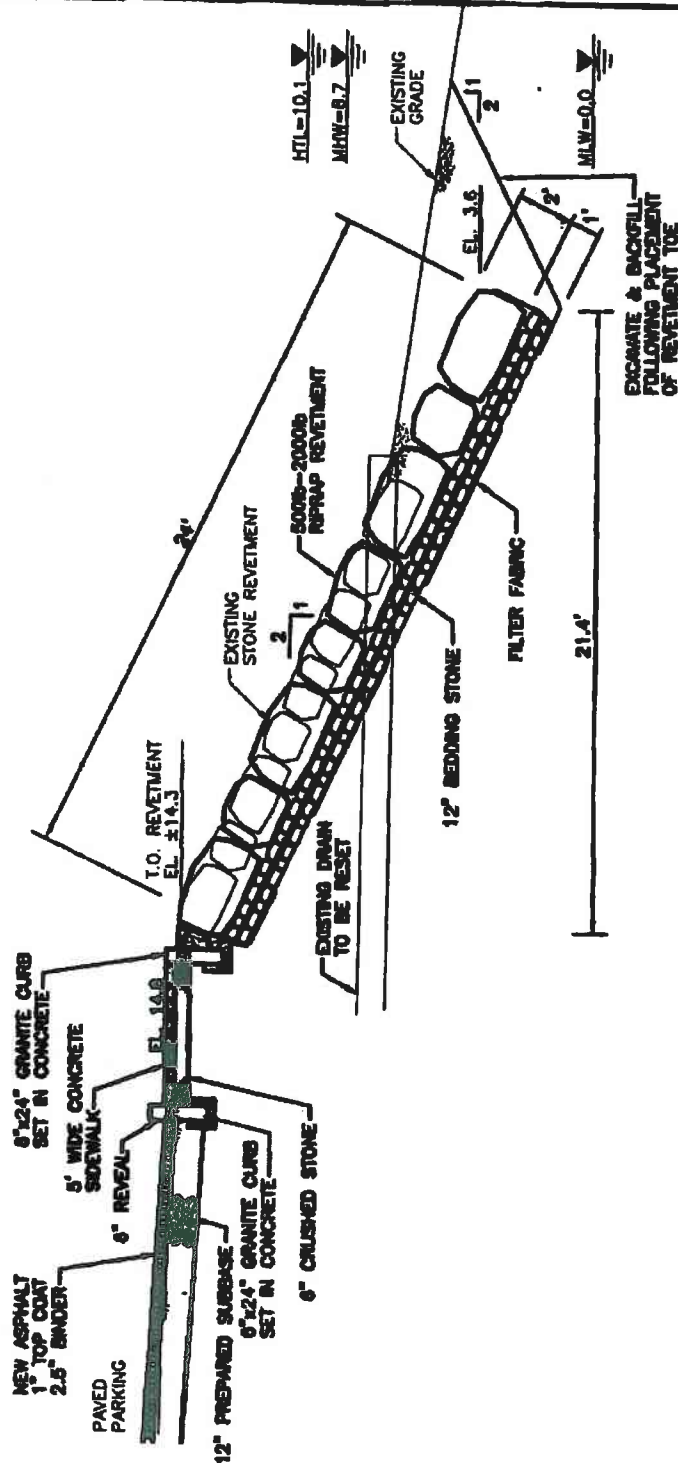 NEW ASPHALT
1" TOP COAT
2.5" BINDER
PAVED
PARKING
8"x24" GRANITE CURB
SET IN CONCRETE
5' WIDE CONCRETE
SIDEWALK
6" REVEAL
EL. 14.8
12" PREPARED SUBBASE
6"x24" GRANITE CURB
SET IN CONCRETE
6" CRUSHED STONE
T.O. REVETMENT
EL. ±14.3
24'
EXISTING
STONE REVETMENT
2
1
500lb-2000lb
RIPRAP REVETMENT
EXISTING DRAIN
TO BE RESET
12" BEDDING STONE
FILTER FABRIC
21.4'
HTL=10.1
MHW=8.7
EXISTING
GRADE
EL. 3.6
1
2
MLW=0.0
2'
1'
EXCAVATE & BACKFILL
FOLLOWING PLACEMENT
OF REVETMENT TOE